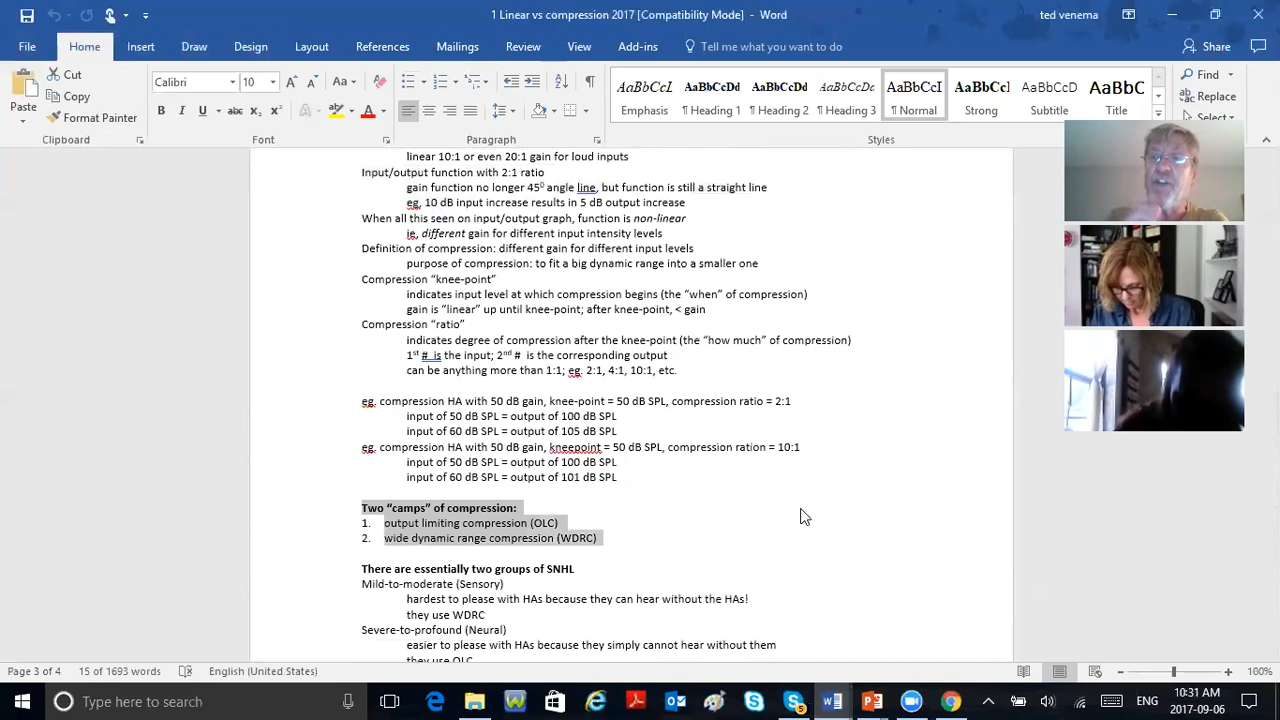 1 Linear vs compression 2017 [Compatibility Mode] - Word
ted venema
File Home Insert Draw Design Layout References Mailings Review View Add-ins Tell me what you want to do Share
Paste
Cut
Copy
Format Painter
Clipboard
Calibri 10
Font
Paragraph
AaBbCcL AaBbCcDd AaBbCcDd AaBbCcDc AaBbCcI AaBbCc AaBbCcDd AaBbC
Emphasis ¶ Heading 1 ¶ Heading 2 ¶ Heading 3 ¶ Normal Strong Subtitle Title
Styles
Find
Replace
Select
linear 10:1 or even 20:1 gain for loud inputs
Input/output function with 2:1 ratio
gain function no longer 45⁰ angle line, but function is still a straight line
eg, 10 dB input increase results in 5 dB output increase
When all this seen on input/output graph, function is non-linear
ie, different gain for different input intensity levels
Definition of compression: different gain for different input levels
purpose of compression: to fit a big dynamic range into a smaller one
Compression “knee-point”
indicates input level at which compression begins (the “when” of compression)
gain is “linear” up until knee-point; after knee-point, < gain
Compression “ratio”
indicates degree of compression after the knee-point (the “how much” of compression)
1st # is the input; 2nd # is the corresponding output
can be anything more than 1:1; eg. 2:1, 4:1, 10:1, etc.
eg. compression HA with 50 dB gain, knee-point = 50 dB SPL, compression ratio = 2:1
input of 50 dB SPL = output of 100 dB SPL
input of 60 dB SPL = output of 105 dB SPL
eg. compression HA with 50 dB gain, kneepoint = 50 dB SPL, compression ration = 10:1
input of 50 dB SPL = output of 100 dB SPL
input of 60 dB SPL = output of 101 dB SPL
Two “camps” of compression:
1. output limiting compression (OLC)
2. wide dynamic range compression (WDRC)
There are essentially two groups of SNHL
Mild-to-moderate (Sensory)
hardest to please with HAs because they can hear without the HAs!
they use WDRC
Severe-to-profound (Neural)
easier to please with HAs because they simply cannot hear without them
they use OLC
Page 3 of 4 15 of 1693 words English (United States) 100%
Type here to search
ENG
10:31 AM
2017-09-06